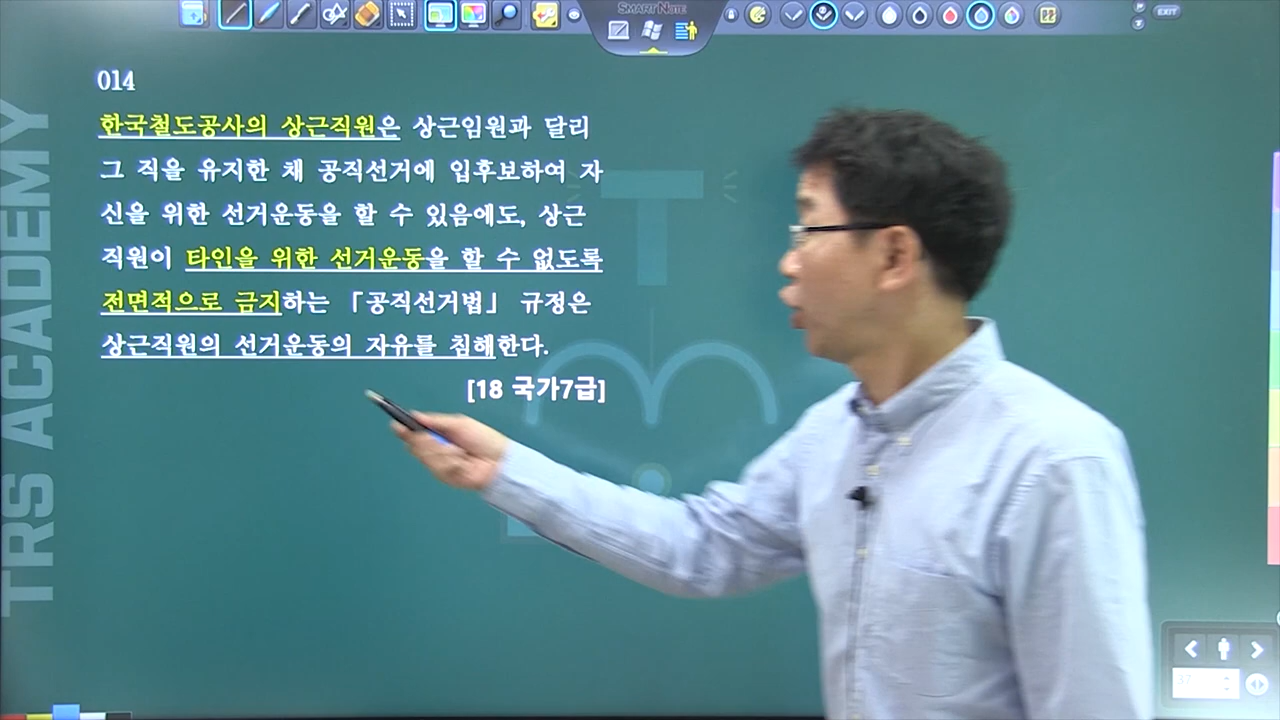 SMART NOTE
EXIT
014
한국철도공사의 상근직원은 상근임원과 달리
그 직을 유지한 채 공직선거에 입후보하여 자
신을 위한 선거운동을 할 수 있음에도, 상근
직원이 타인을 위한 선거운동을 할 수 없도록
전면적으로 금지하는 「공직선거법」 규정은
상근직원의 선거운동의 자유를 침해한다.
[18 국가7급]
TRS ACADEMY
37